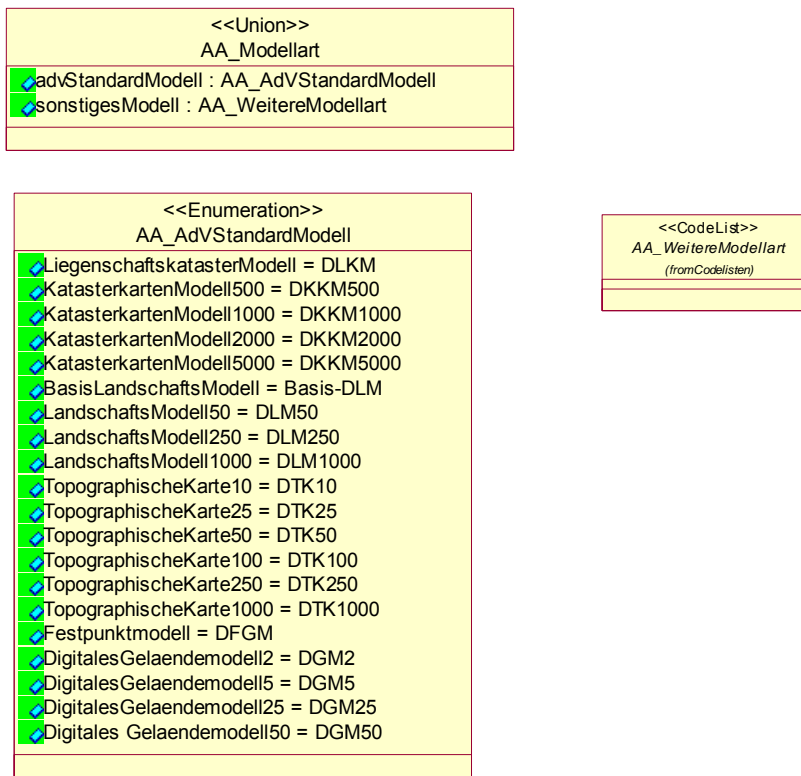 <<Union>>
AA_Modellart
advStandardModell : AA_AdVStandardModell
sonstigesModell : AA_WeitereModellart
<<Enumeration>>
AA_AdVStandardModell
LiegenschaftskatasterModell = DLKM
KatasterkartenModell500 = DKKM500
KatasterkartenModell1000 = DKKM1000
KatasterkartenModell2000 = DKKM2000
KatasterkartenModell5000 = DKKM5000
BasisLandschaftsModell = Basis-DLM
LandschaftsModell50 = DLM50
LandschaftsModell250 = DLM250
LandschaftsModell1000 = DLM1000
TopographischeKarte10 = DTK10
TopographischeKarte25 = DTK25
TopographischeKarte50 = DTK50
TopographischeKarte100 = DTK100
TopographischeKarte250 = DTK250
TopographischeKarte1000 = DTK1000
Festpunktmodell = DFGM
DigitalesGelaendemodell2 = DGM2
DigitalesGelaendemodell5 = DGM5
DigitalesGelaendemodell25 = DGM25
Digitales Gelaendemodell50 = DGM50
<<CodeList>>
AA_WeitereModellart
(fromCodelisten)